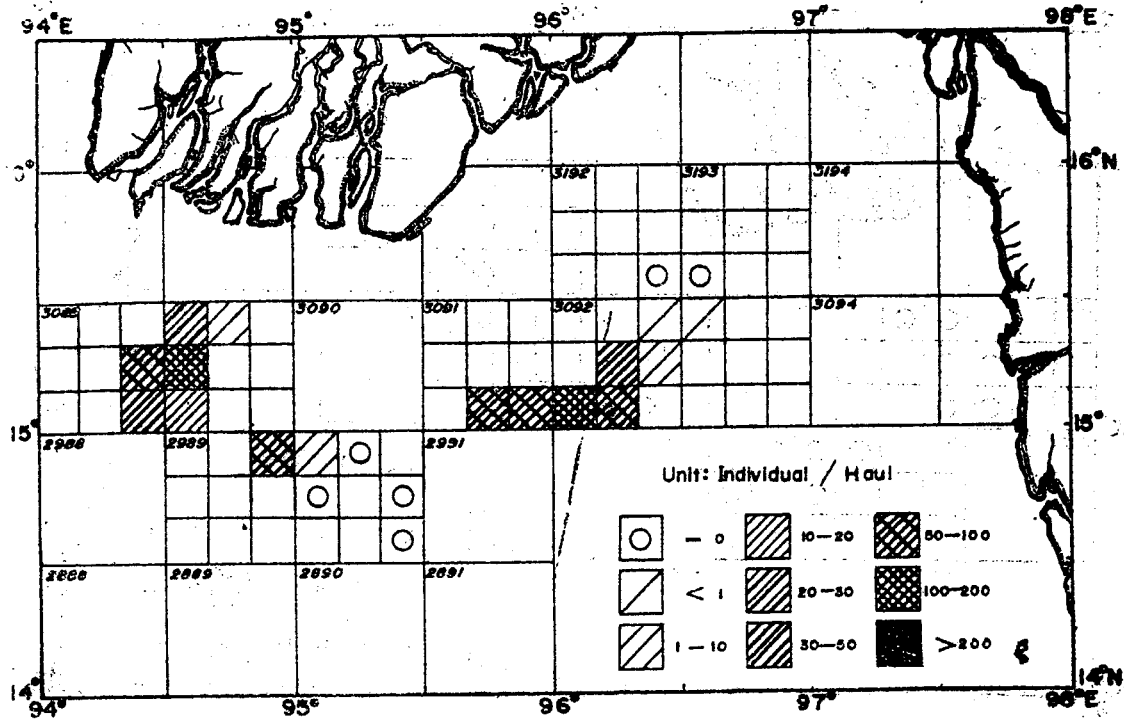 94°E 95° 96° 97° 98°E
16°N
3192 3193 3194
3090 3091 3092 3094
15° 15°
2988 2989 2991
Unit: Individual / Haul
— 0 10—20 50—100
< 1 20—30 100—200
1—10 30—50 >200
2888 2889 2890 2891
14° 14°N
94° 95° 96° 97° 98°E